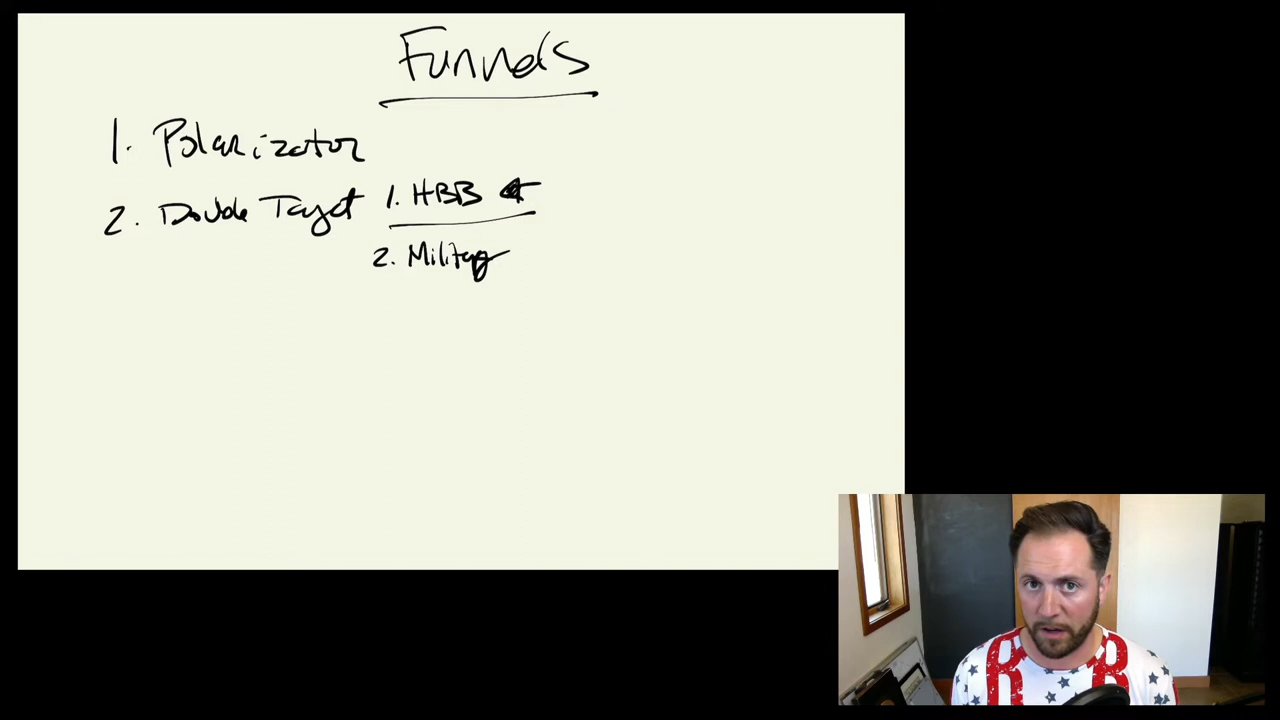 Funnels
1. Polarizator
2. Double Target 1. HBB
2. Military
R R